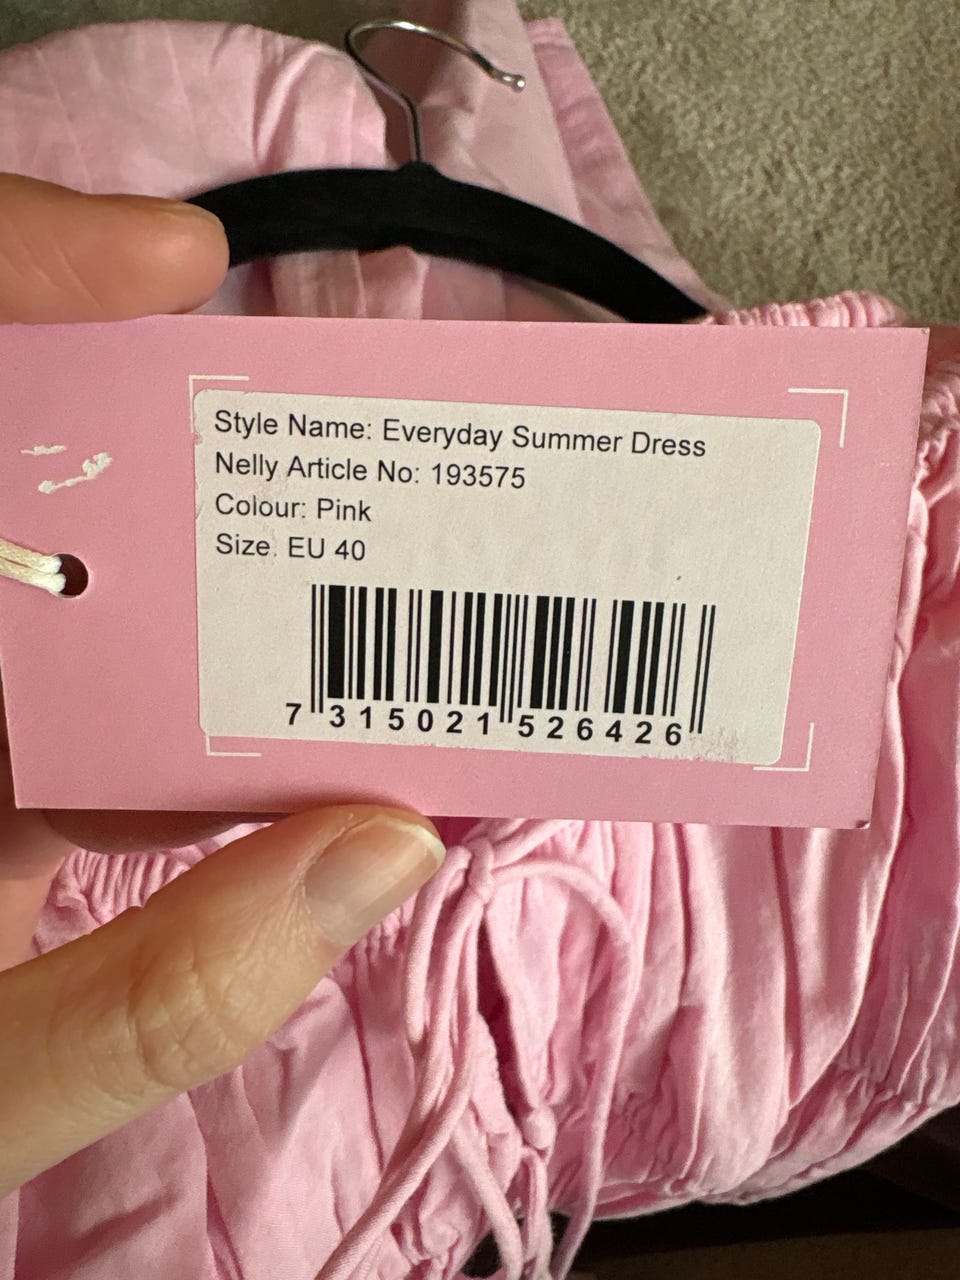 Style Name: Everyday Summer Dress
Nelly Article No: 193575
Colour: Pink
Size: EU 40
7 315021 526426